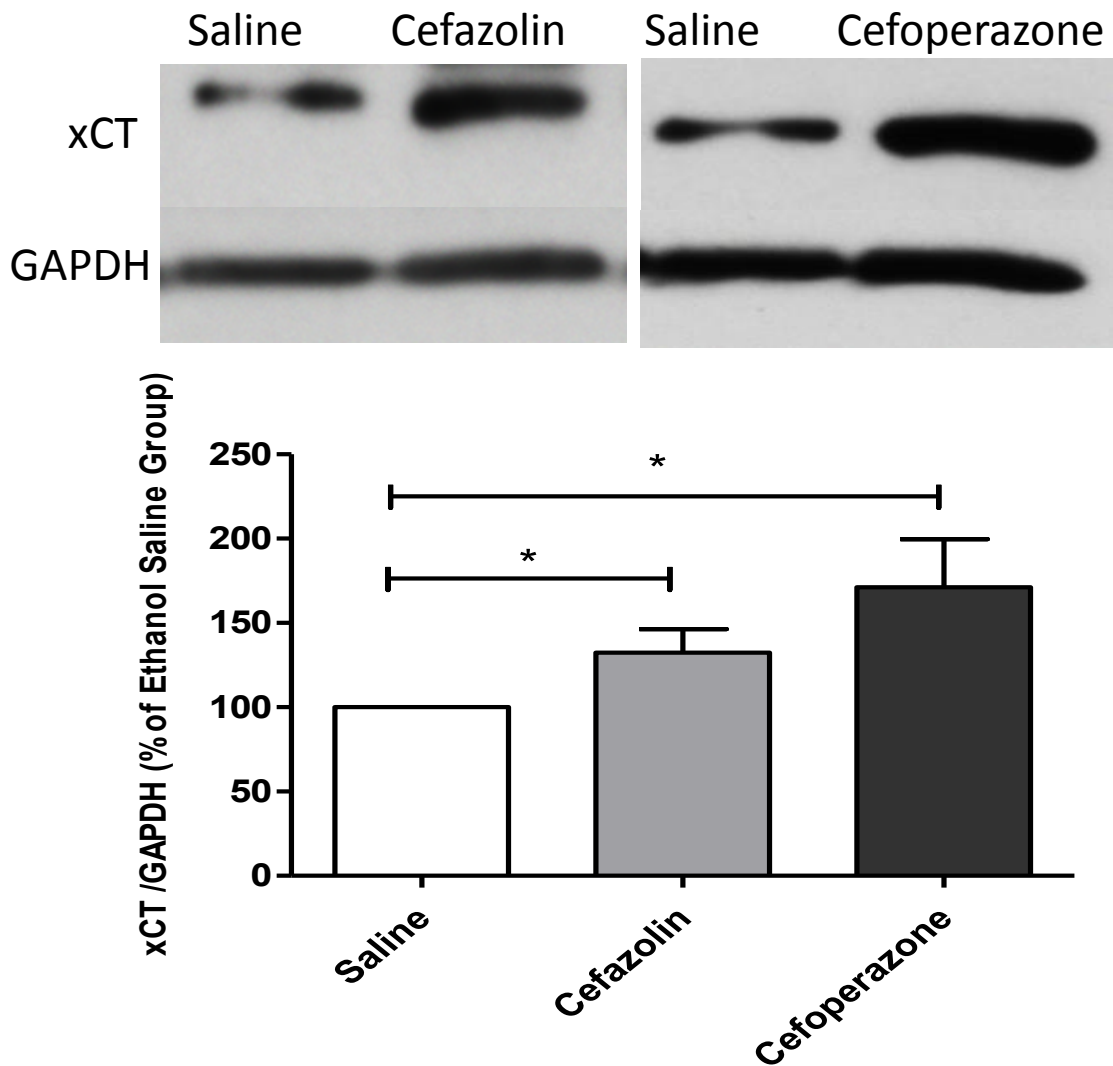 Saline Cefazolin Saline Cefoperazone
xCT
GAPDH
xCT /GAPDH (% of Ethanol Saline Group)
250
200
150
100
50
0
*
*
Saline
Cefazolin
Cefoperazone